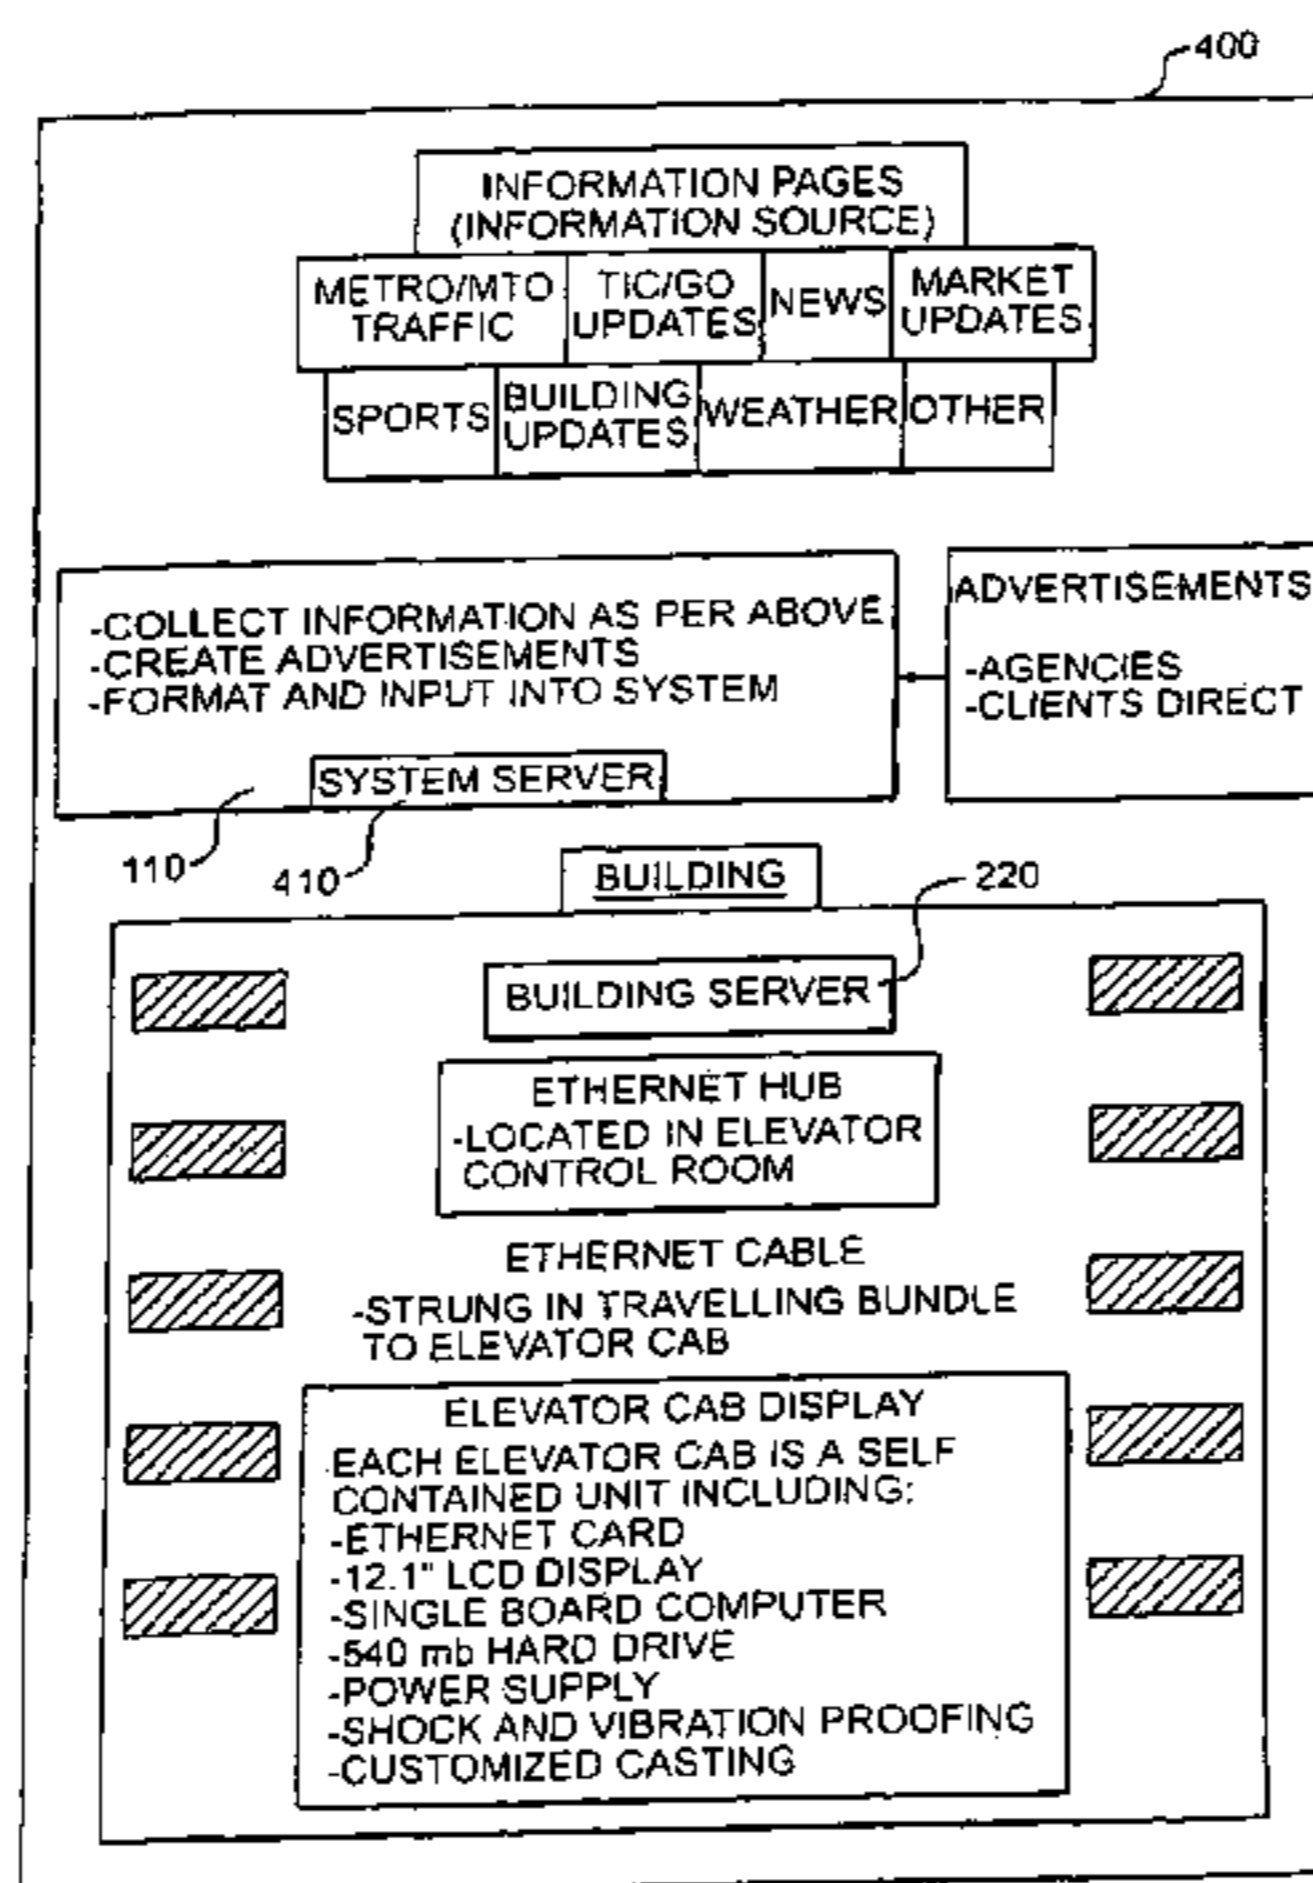 400
INFORMATION PAGES
(INFORMATION SOURCE)
METRO/MTO
TRAFFIC
TIC/GO
UPDATES
NEWS
MARKET
UPDATES
SPORTS
BUILDING
UPDATES
WEATHER
OTHER
-COLLECT INFORMATION AS PER ABOVE
-CREATE ADVERTISEMENTS
-FORMAT AND INPUT INTO SYSTEM
SYSTEM SERVER
ADVERTISEMENTS
-AGENCIES
-CLIENTS DIRECT
110
410
BUILDING
220
BUILDING SERVER
ETHERNET HUB
-LOCATED IN ELEVATOR
CONTROL ROOM
ETHERNET CABLE
-STRUNG IN TRAVELLING BUNDLE
TO ELEVATOR CAB
ELEVATOR CAB DISPLAY
EACH ELEVATOR CAB IS A SELF
CONTAINED UNIT INCLUDING:
-ETHERNET CARD
-12.1" LCD DISPLAY
-SINGLE BOARD COMPUTER
-540 mb HARD DRIVE
-POWER SUPPLY
-SHOCK AND VIBRATION PROOFING
-CUSTOMIZED CASTING